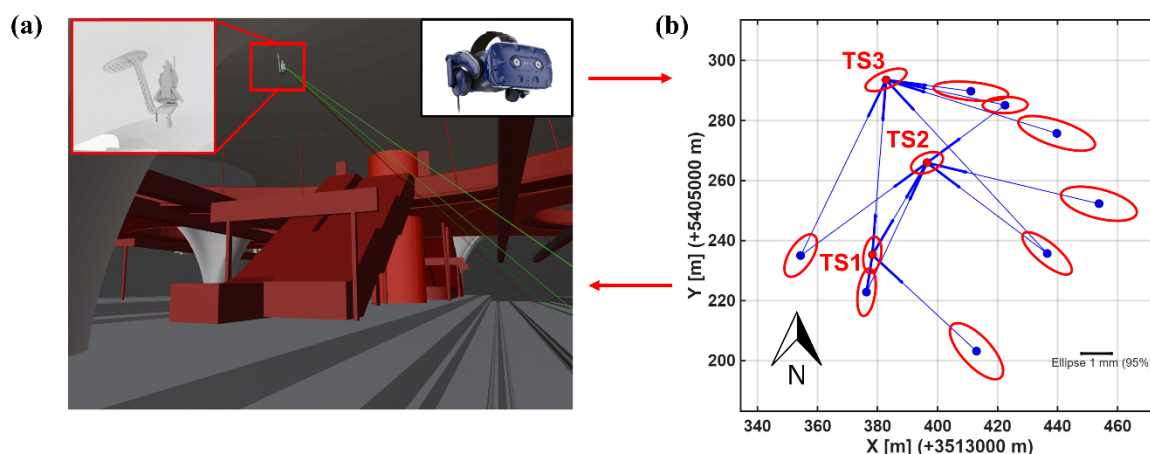 (a)
(b)
300
280
260
240
220
200
Y [m] (+5405000 m)
TS3
TS2
TS1
N
Ellipse 1 mm (95%)
340 360 380 400 420 440 460
X [m] (+3513000 m)